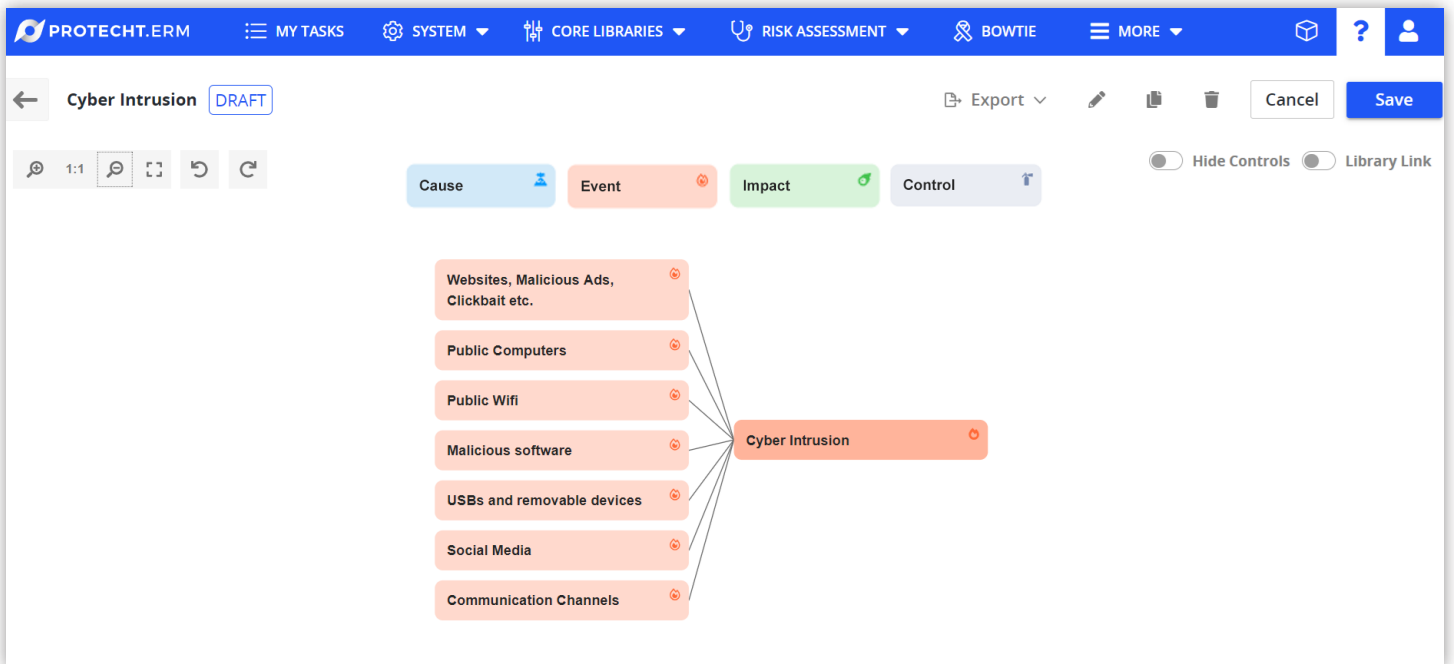 PROTECHT.ERM MY TASKS SYSTEM CORE LIBRARIES RISK ASSESSMENT BOWTIE MORE ?
Cyber Intrusion DRAFT Export Cancel Save
1:1 Hide Controls Library Link
Cause Event Impact Control
Websites, Malicious Ads,
Clickbait etc.
Public Computers
Public Wifi
Cyber Intrusion
Malicious software
USBs and removable devices
Social Media
Communication Channels